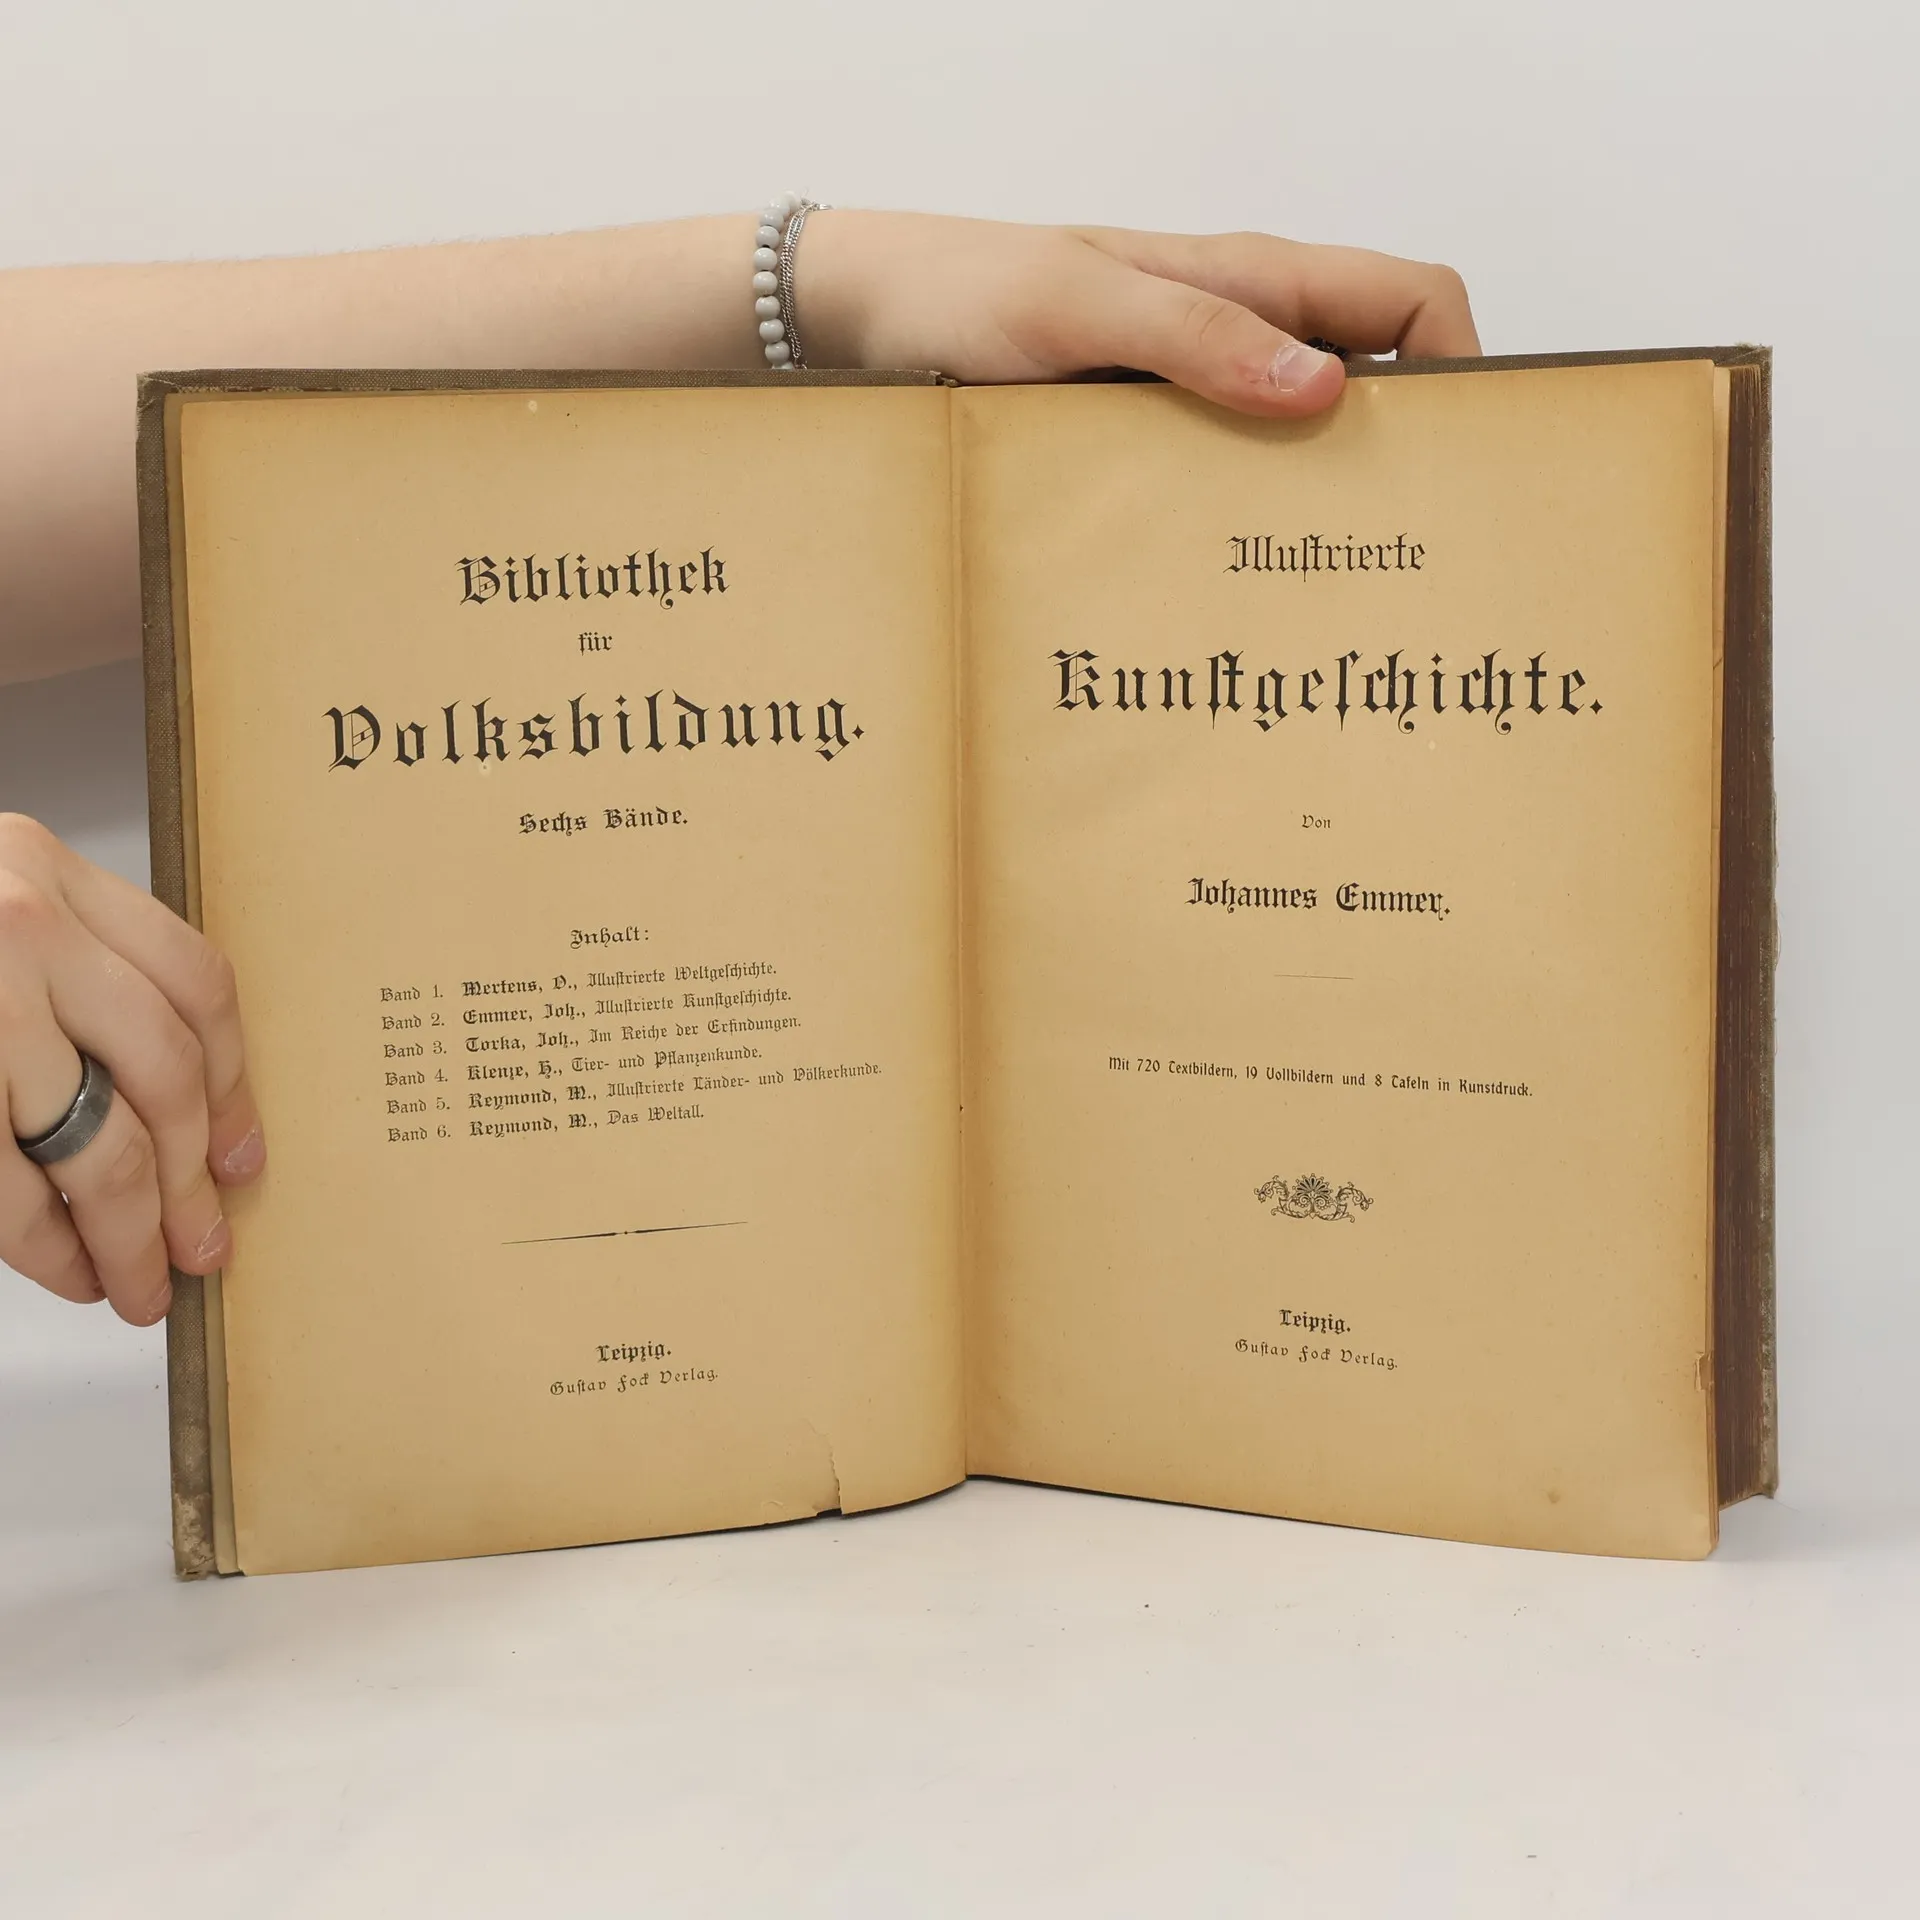 Bibliothek
für
Volksbildung.
Sechs Bände.
Inhalt:
Band 1. Mertens, O., Illustrierte Weltgeschichte.
Band 2. Emmer, Joh., Illustrierte Kunstgeschichte.
Band 3. Torka, Joh., Im Reiche der Erfindungen.
Band 4. Klenze, H., Tier- und Pflanzenkunde.
Band 5. Reymond, M., Illustrierte Länder- und Völkerkunde.
Band 6. Reymond, M., Das Weltall.
Leipzig.
Gustav Fock Verlag.
Illustrierte
Kunstgeschichte.
Von
Johannes Emmer.
Mit 720 Textbildern, 19 Vollbildern und 8 Tafeln in Kunstdruck.
Leipzig.
Gustav Fock Verlag.